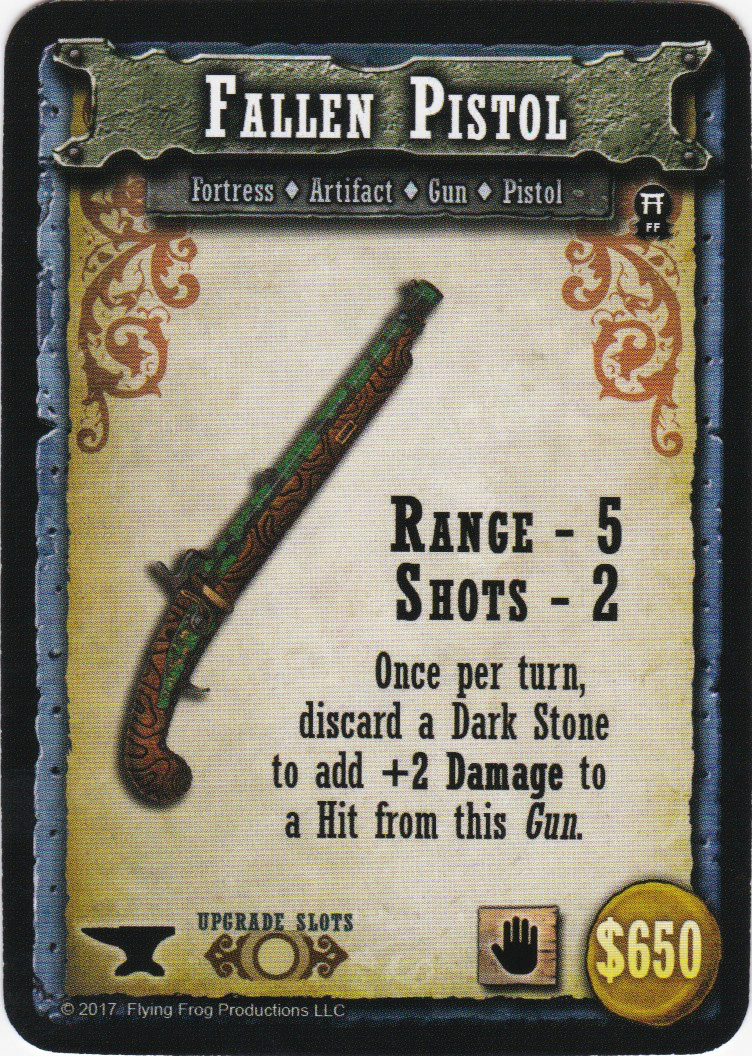 Fallen Pistol
Fortress ♦ Artifact ♦ Gun ♦ Pistol
FF
Range - 5
Shots - 2
Once per turn,
discard a Dark Stone
to add +2 Damage to
a Hit from this Gun.
UPGRADE SLOTS
$650
© 2017 Flying Frog Productions LLC